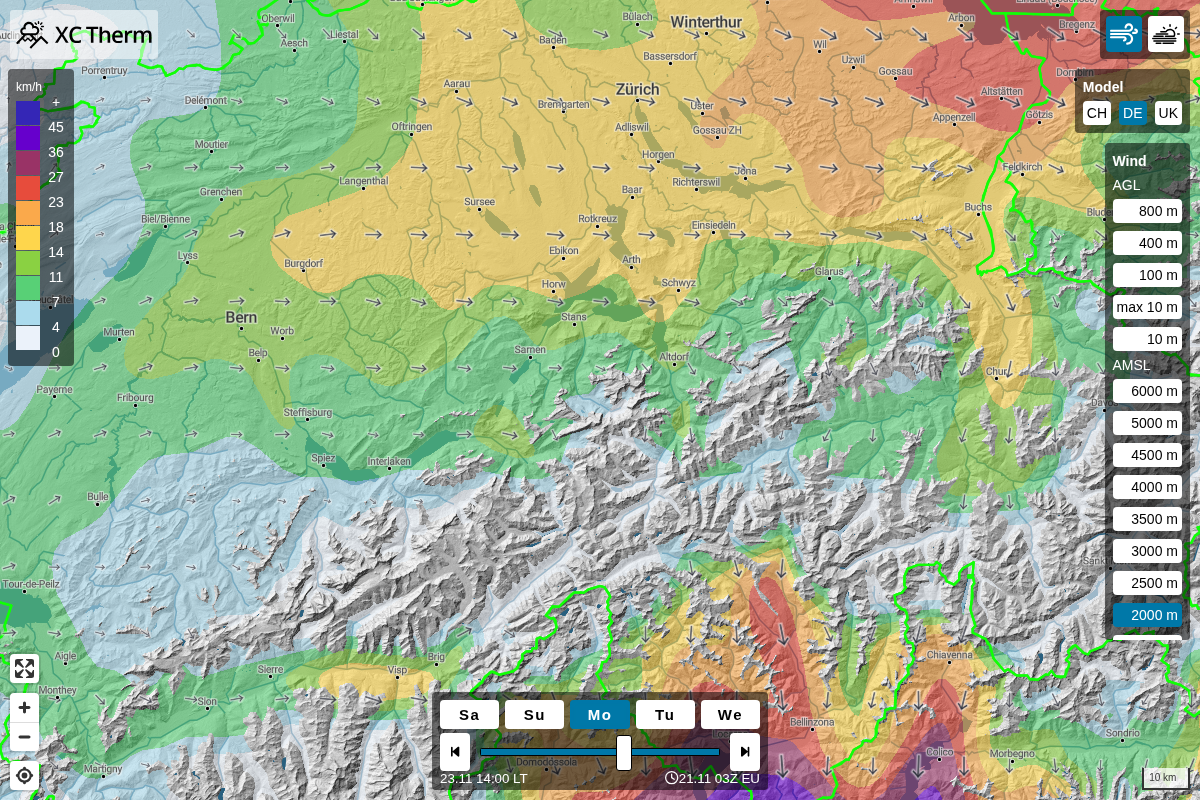 XC Therm
km/h
+
45
36
27
23
18
14
11
7
4
0
Model
CH
DE
UK
Wind
AGL
800 m
400 m
100 m
max 10 m
10 m
AMSL
6000 m
5000 m
4500 m
4000 m
3500 m
3000 m
2500 m
2000 m
Sa
Su
Mo
Tu
We
23.11 14:00 LT
21.11 03Z EU
10 km
Oberwil
Liestal
Aesch
Bülach
Winterthur
Baden
Bassersdorf
Wil
Uzwil
Gossau
Arbon
Bregenz
Dornbirn
Porrentruy
Delémont
Aarau
Zürich
Bremgarten
Uster
Altstätten
Götzis
Appenzell
Moutier
Oftringen
Adliswil
Gossau ZH
Horgen
Feldkirch
Grenchen
Langenthal
Jona
Baar
Richterswil
Sursee
Buchs
Biel/Bienne
Rotkreuz
Einsiedeln
Lyss
Burgdorf
Ebikon
Arth
Glarus
Horw
Schwyz
Bern
Worb
Stans
Murten
Belp
Sarnen
Altdorf
Chur
Payerne
Fribourg
Steffisburg
Spiez
Interlaken
Bulle
Tour-de-Peilz
Aigle
Sierre
Visp
Brig
Chiavenna
Monthey
Sion
Bellinzona
Martigny
Domodossola
Colico
Morbegno
Sondrio